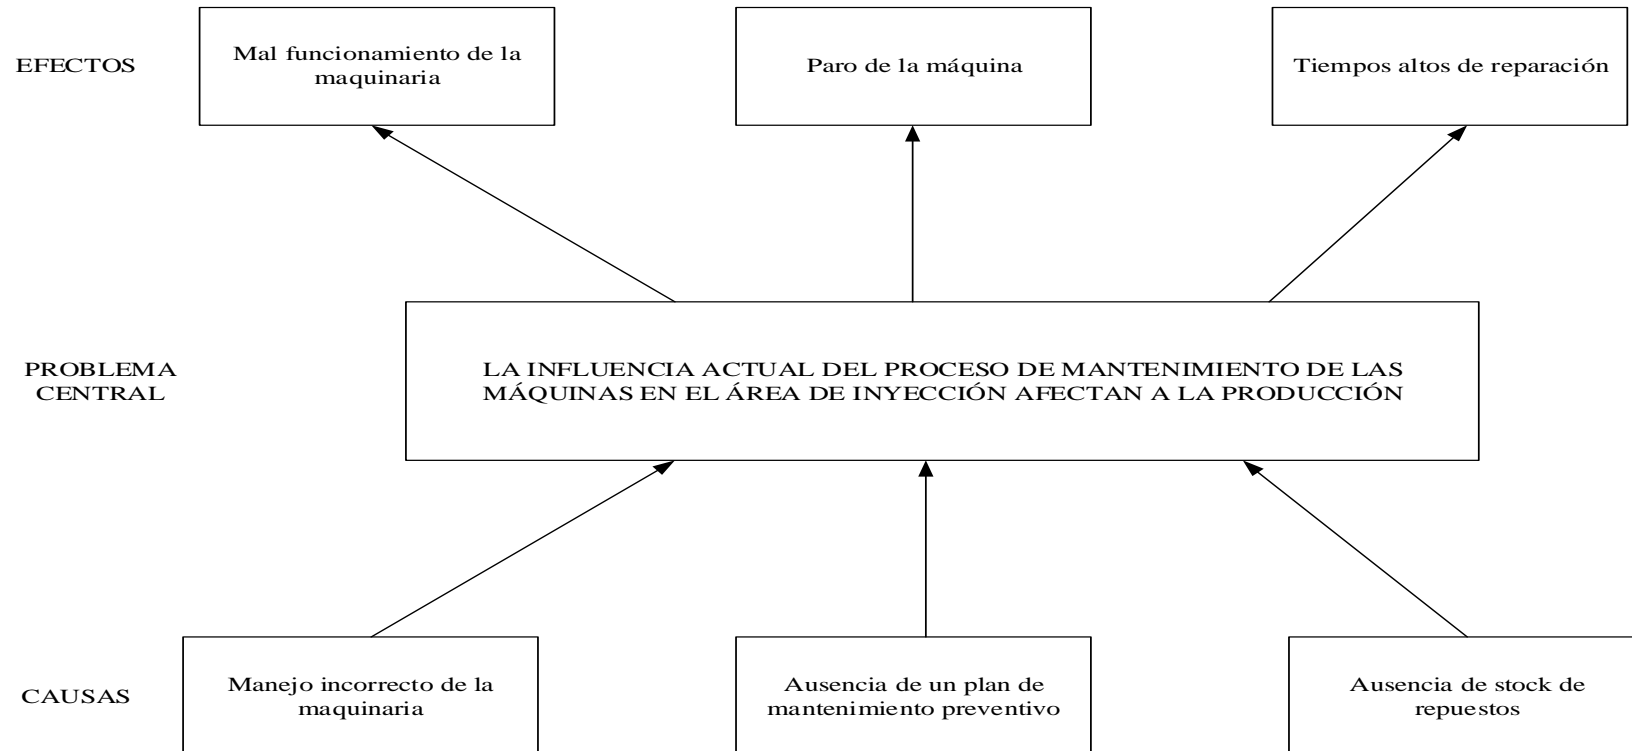 EFECTOS
Mal funcionamiento de la
maquinaria
Paro de la máquina
Tiempos altos de reparación
PROBLEMA
CENTRAL
LA INFLUENCIA ACTUAL DEL PROCESO DE MANTENIMIENTO DE LAS
MÁQUINAS EN EL ÁREA DE INYECCIÓN AFECTAN A LA PRODUCCIÓN
CAUSAS
Manejo incorrecto de la
maquinaria
Ausencia de un plan de
mantenimiento preventivo
Ausencia de stock de
repuestos